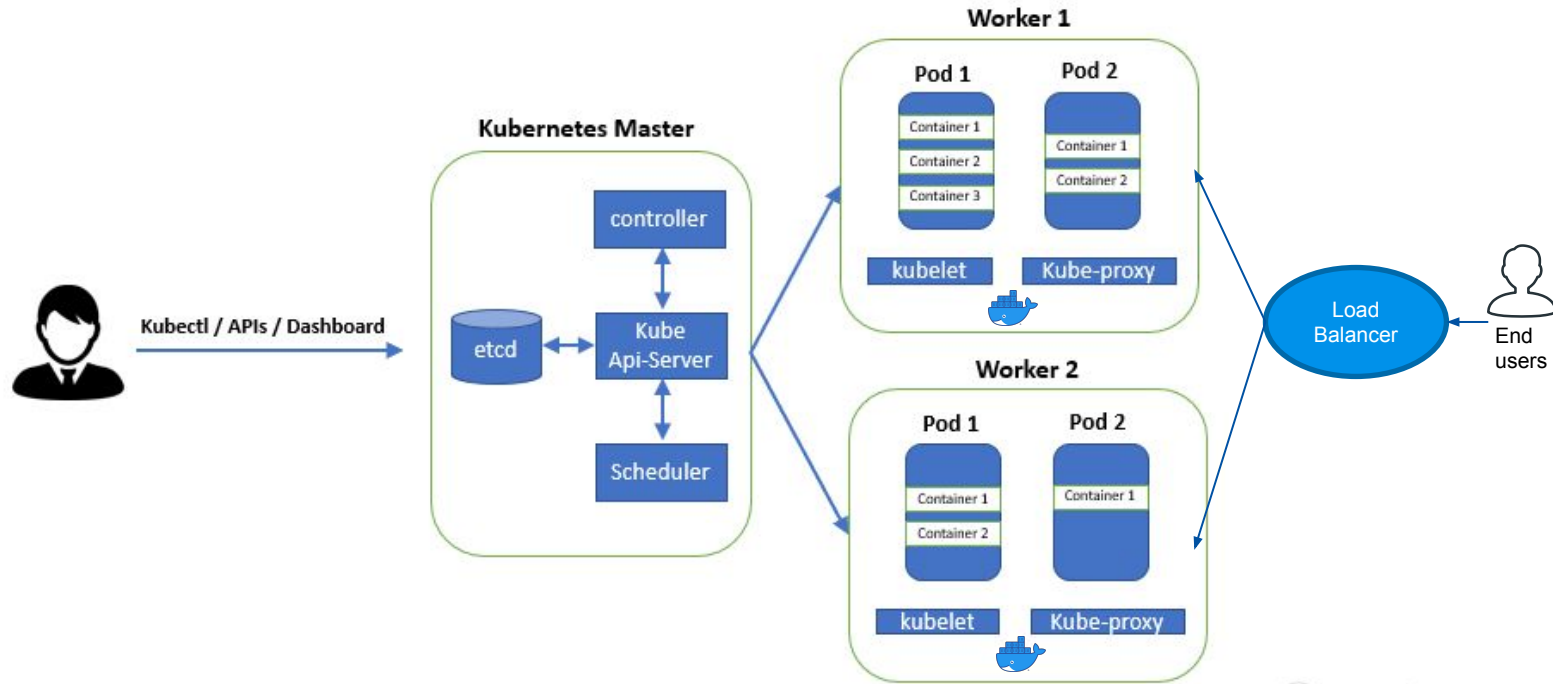 Worker 1
Pod 1
Pod 2
Container 1
Container 2
Container 3
Container 1
Container 2
kubelet
Kube-proxy
Kubernetes Master
controller
etcd
Kube
Api-Server
Scheduler
Kubectl / APIs / Dashboard
Worker 2
Pod 1
Pod 2
Container 1
Container 2
Container 1
kubelet
Kube-proxy
Load
Balancer
End
users